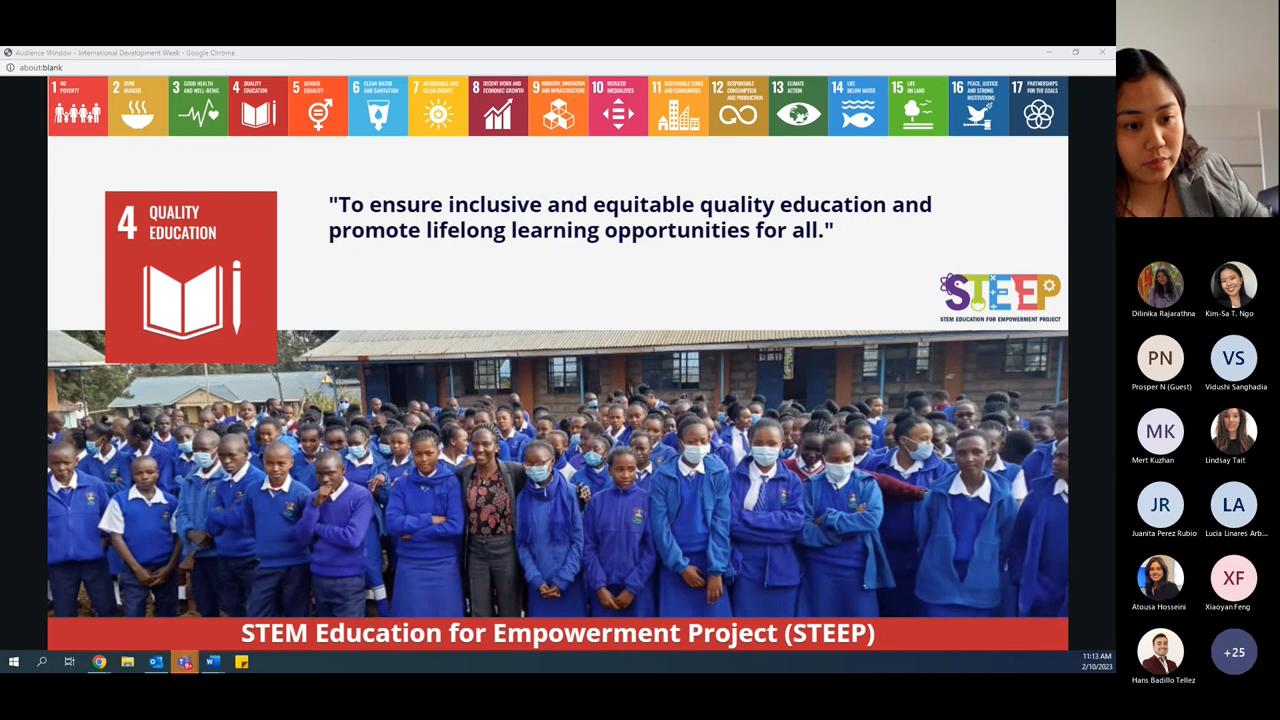 Audience Window - International Development Week - Google Chrome
about:blank
1 NO POVERTY
2 ZERO HUNGER
3 GOOD HEALTH AND WELL-BEING
4 QUALITY EDUCATION
5 GENDER EQUALITY
6 CLEAN WATER AND SANITATION
7 AFFORDABLE AND CLEAN ENERGY
8 DECENT WORK AND ECONOMIC GROWTH
9 INDUSTRY, INNOVATION AND INFRASTRUCTURE
10 REDUCED INEQUALITIES
11 SUSTAINABLE CITIES AND COMMUNITIES
12 RESPONSIBLE CONSUMPTION AND PRODUCTION
13 CLIMATE ACTION
14 LIFE BELOW WATER
15 LIFE ON LAND
16 PEACE, JUSTICE AND STRONG INSTITUTIONS
17 PARTNERSHIPS FOR THE GOALS
4 QUALITY
EDUCATION
"To ensure inclusive and equitable quality education and
promote lifelong learning opportunities for all."
STEEP
STEM EDUCATION FOR EMPOWERMENT PROJECT
STEM Education for Empowerment Project (STEEP)
11:13 AM
2/10/2023
Dilinika Rajarathna
Kim-Sa T. Ngo
PN
VS
Prosper N (Guest)
Vidushi Sanghadia
MK
Mert Kuzhan
Lindsay Tait
JR
LA
Juanita Perez Rubio
Lucia Linares Arb...
XF
Atousa Hosseini
Xiaoyan Feng
+25
Hans Badillo Tellez